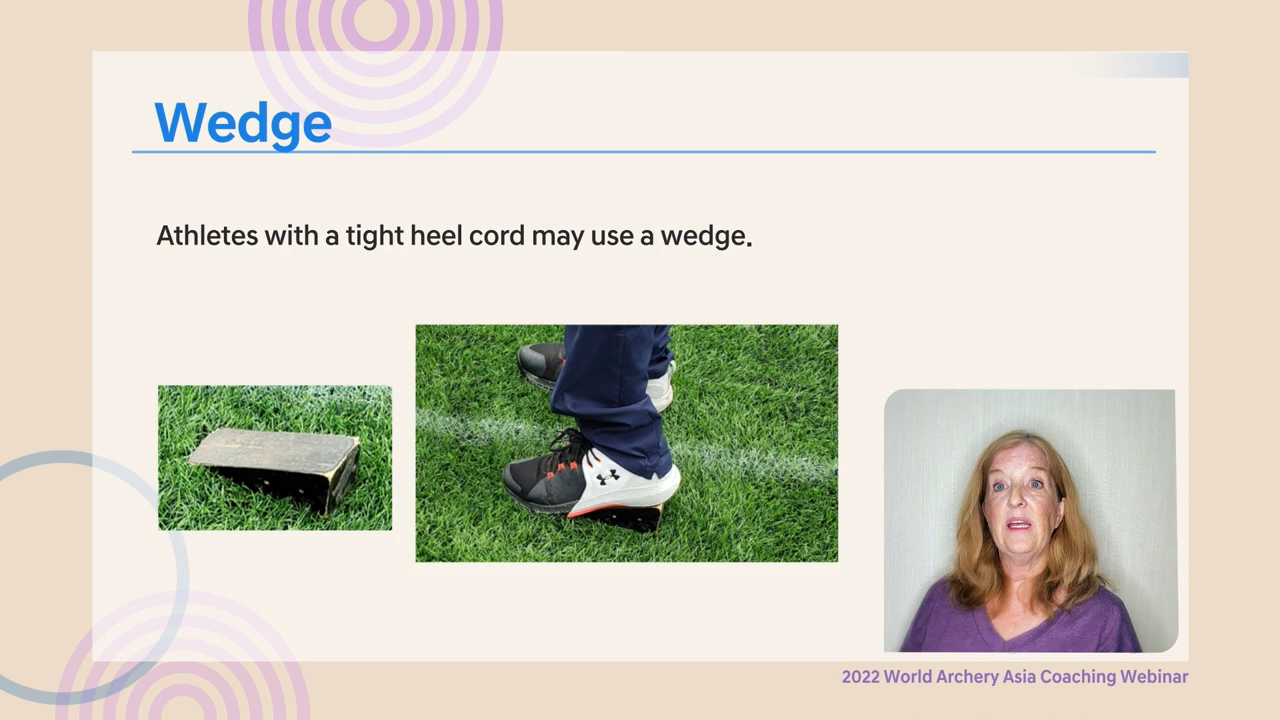 Wedge
Athletes with a tight heel cord may use a wedge.
2022 World Archery Asia Coaching Webinar